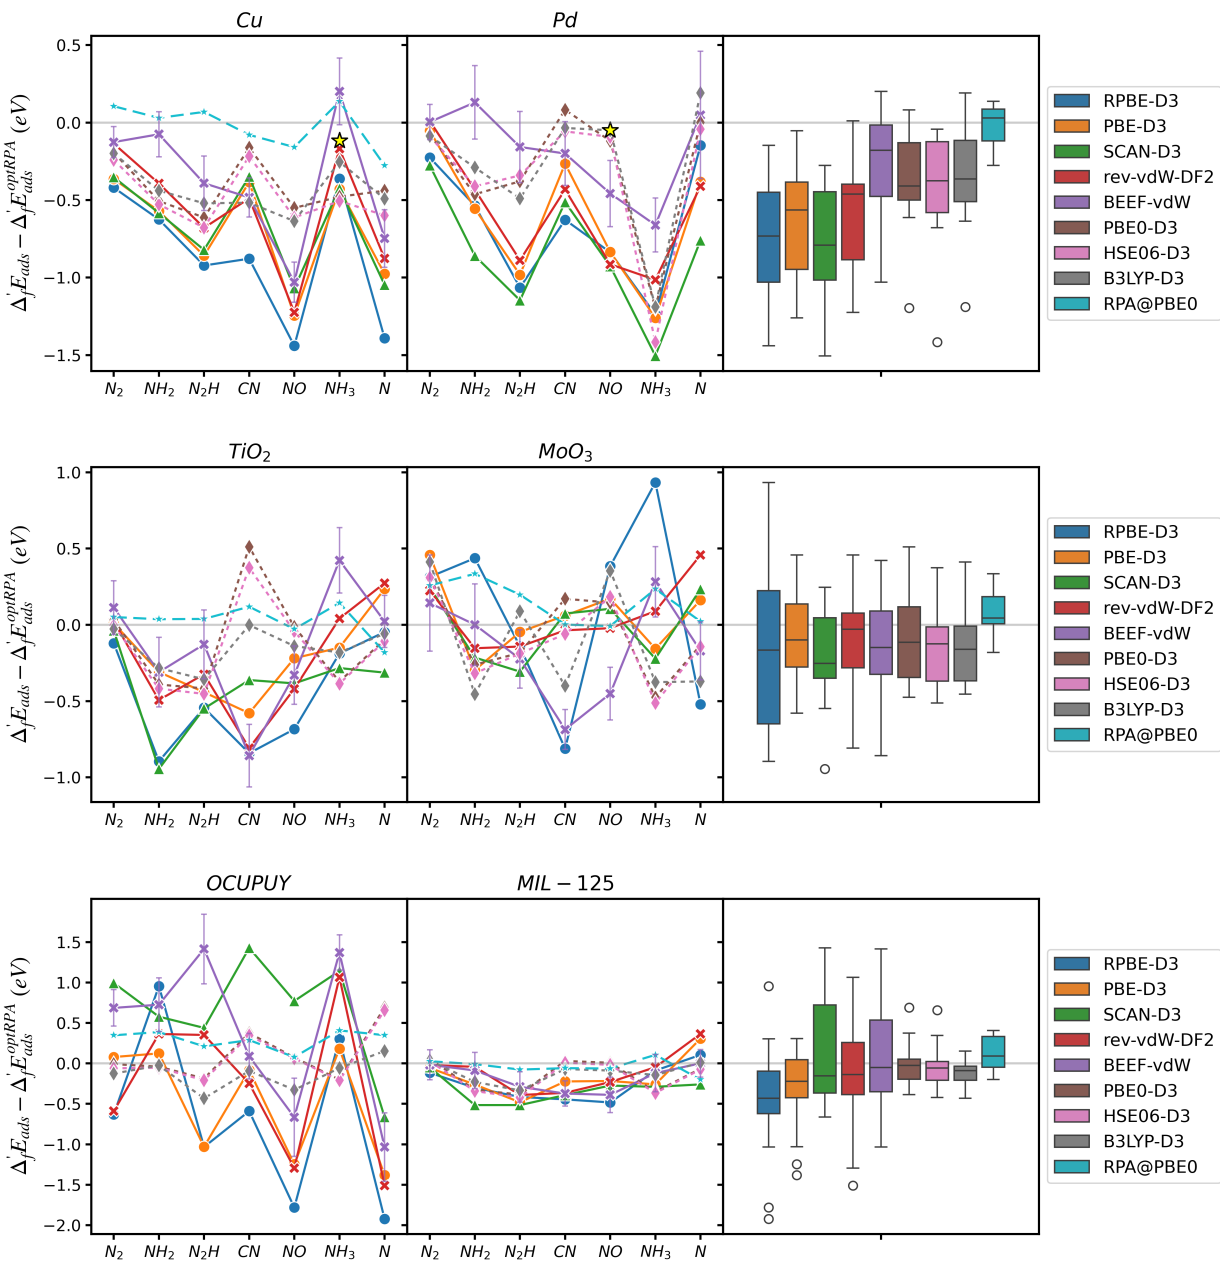 Cu
Pd
Δ′fEads − Δ′fE^optRPA_ads (eV)
0.5
0.0
−0.5
−1.0
−1.5
N2 NH2 N2H CN NO NH3 N
N2 NH2 N2H CN NO NH3 N
RPBE-D3
PBE-D3
SCAN-D3
rev-vdW-DF2
BEEF-vdW
PBE0-D3
HSE06-D3
B3LYP-D3
RPA@PBE0
TiO2
MoO3
Δ′fEads − Δ′fE^optRPA_ads (eV)
1.0
0.5
0.0
−0.5
−1.0
N2 NH2 N2H CN NO NH3 N
N2 NH2 N2H CN NO NH3 N
RPBE-D3
PBE-D3
SCAN-D3
rev-vdW-DF2
BEEF-vdW
PBE0-D3
HSE06-D3
B3LYP-D3
RPA@PBE0
OCUPUY
MIL − 125
Δ′fEads − Δ′fE^optRPA_ads (eV)
1.5
1.0
0.5
0.0
−0.5
−1.0
−1.5
−2.0
N2 NH2 N2H CN NO NH3 N
N2 NH2 N2H CN NO NH3 N
RPBE-D3
PBE-D3
SCAN-D3
rev-vdW-DF2
BEEF-vdW
PBE0-D3
HSE06-D3
B3LYP-D3
RPA@PBE0